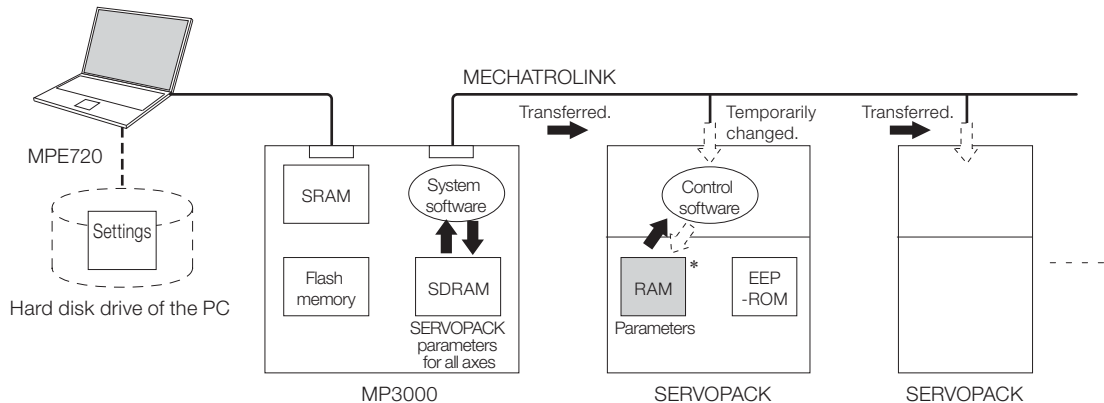 MPE720
Settings
Hard disk drive of the PC
MECHATROLINK
Transferred.
Temporarily
changed.
Transferred.
SRAM
System
software
Flash
memory
SDRAM
SERVOPACK
parameters
for all axes
MP3000
Control
software
RAM
*
EEP
-ROM
Parameters
SERVOPACK
SERVOPACK